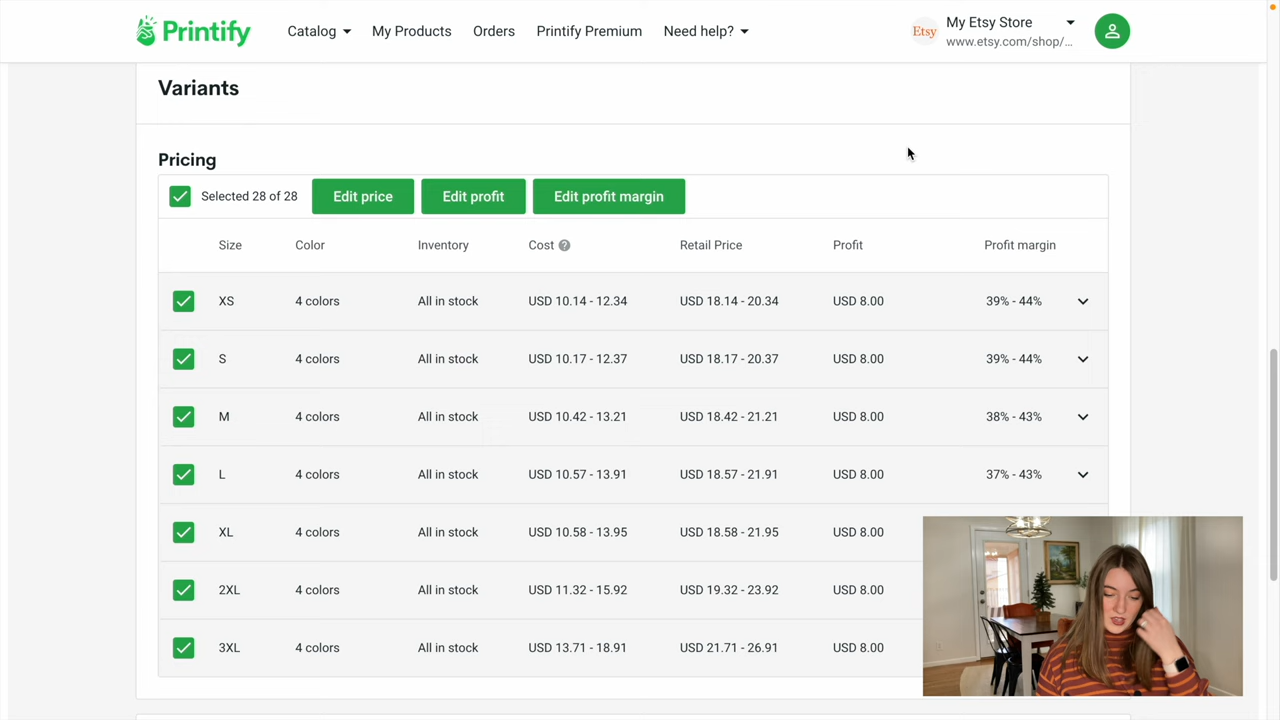 Printify
Catalog
My Products
Orders
Printify Premium
Need help?
Etsy
My Etsy Store
www.etsy.com/shop/...
Variants
Pricing
Selected 28 of 28
Edit price
Edit profit
Edit profit margin
Size Color Inventory Cost ? Retail Price Profit Profit margin
XS 4 colors All in stock USD 10.14 - 12.34 USD 18.14 - 20.34 USD 8.00 39% - 44%
S 4 colors All in stock USD 10.17 - 12.37 USD 18.17 - 20.37 USD 8.00 39% - 44%
M 4 colors All in stock USD 10.42 - 13.21 USD 18.42 - 21.21 USD 8.00 38% - 43%
L 4 colors All in stock USD 10.57 - 13.91 USD 18.57 - 21.91 USD 8.00 37% - 43%
XL 4 colors All in stock USD 10.58 - 13.95 USD 18.58 - 21.95 USD 8.00
2XL 4 colors All in stock USD 11.32 - 15.92 USD 19.32 - 23.92 USD 8.00
3XL 4 colors All in stock USD 13.71 - 18.91 USD 21.71 - 26.91 USD 8.00